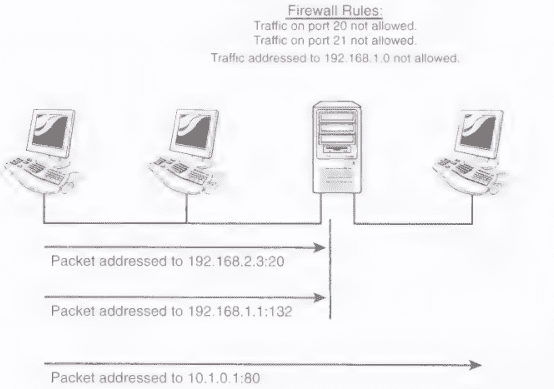 Firewall Rules:
Traffic on port 20 not allowed.
Traffic on port 21 not allowed.
Traffic addressed to 192.168.1.0 not allowed.
Packet addressed to 192.168.2.3:20
Packet addressed to 192.168.1.1:132
Packet addressed to 10.1.0.1:80